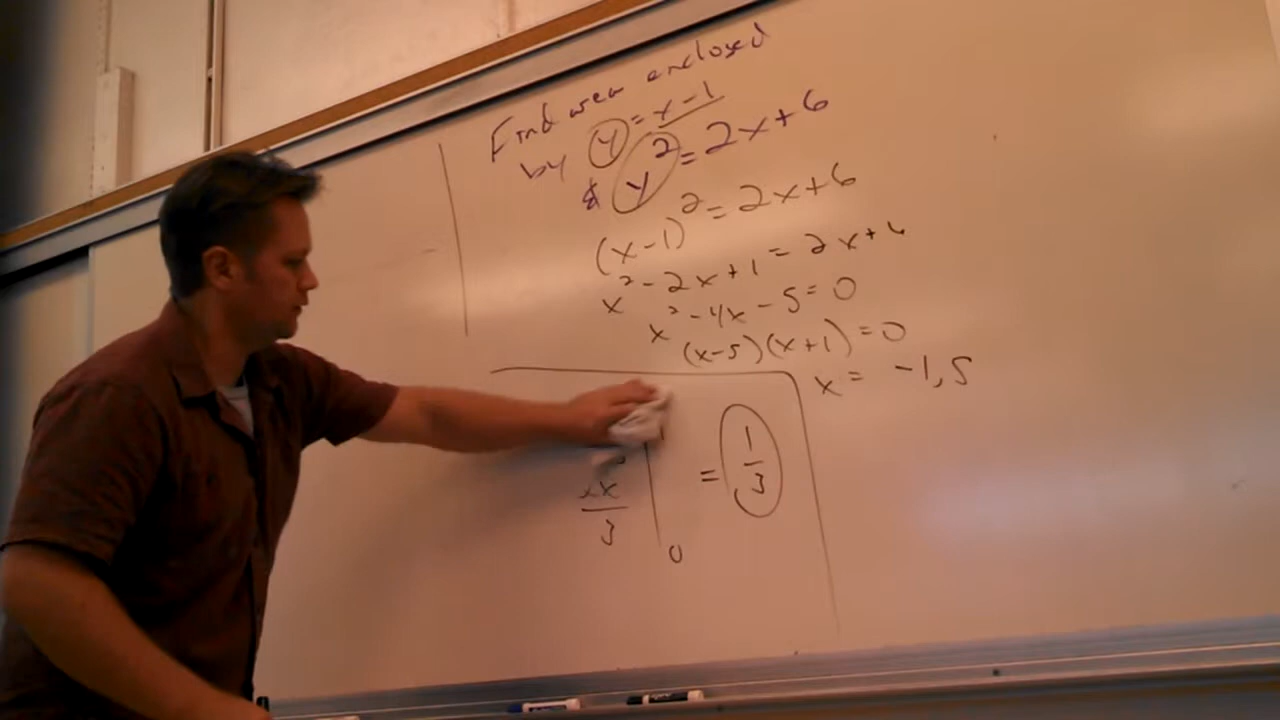 Find area enclosed
by y = x-1
& y² = 2x+6
(x-1)² = 2x+6
x² - 2x + 1 = 2x+6
x² - 4x - 5 = 0
(x-5)(x+1) = 0
x = -1, 5
= 1/3
3
0